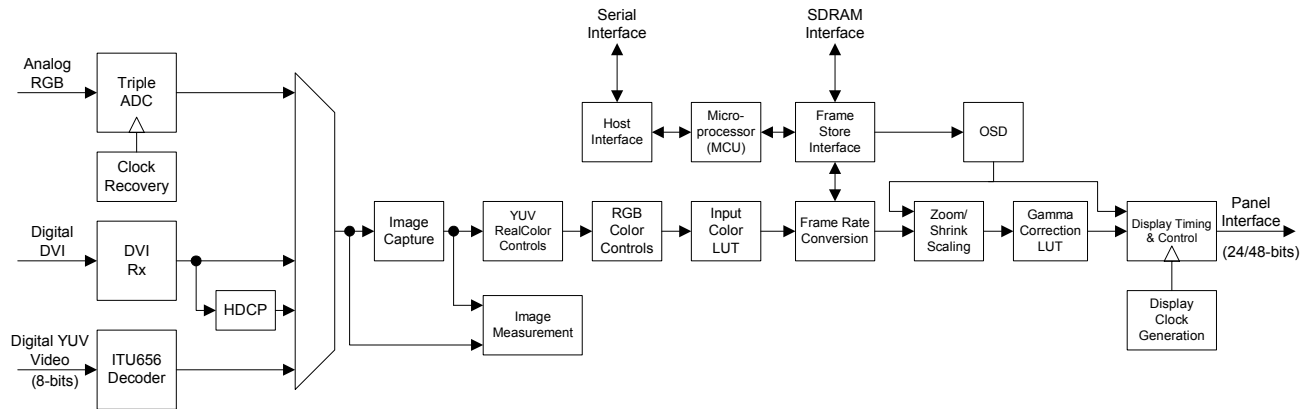 Serial
Interface
SDRAM
Interface
Analog
RGB
Triple
ADC
Clock
Recovery
Host
Interface
Micro-
processor
(MCU)
Frame
Store
Interface
OSD
Digital
DVI
DVI
Rx
HDCP
Image
Capture
YUV
RealColor
Controls
RGB
Color
Controls
Input
Color
LUT
Frame Rate
Conversion
Zoom/
Shrink
Scaling
Gamma
Correction
LUT
Display Timing
& Control
Panel
Interface
(24/48-bits)
Image
Measurement
Display
Clock
Generation
Digital YUV
Video
(8-bits)
ITU656
Decoder